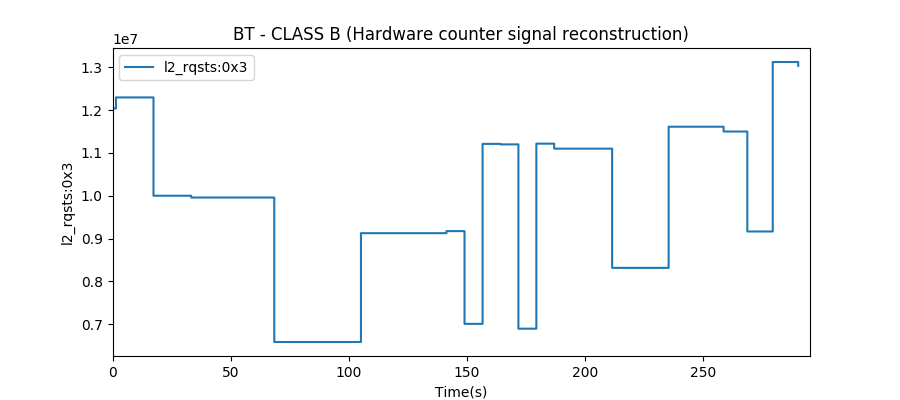 BT - CLASS B (Hardware counter signal reconstruction)
1e7
l2_rqsts:0x3
1.3
1.2
1.1
1.0
0.9
0.8
0.7
l2_rqsts:0x3
0 50 100 150 200 250
Time(s)